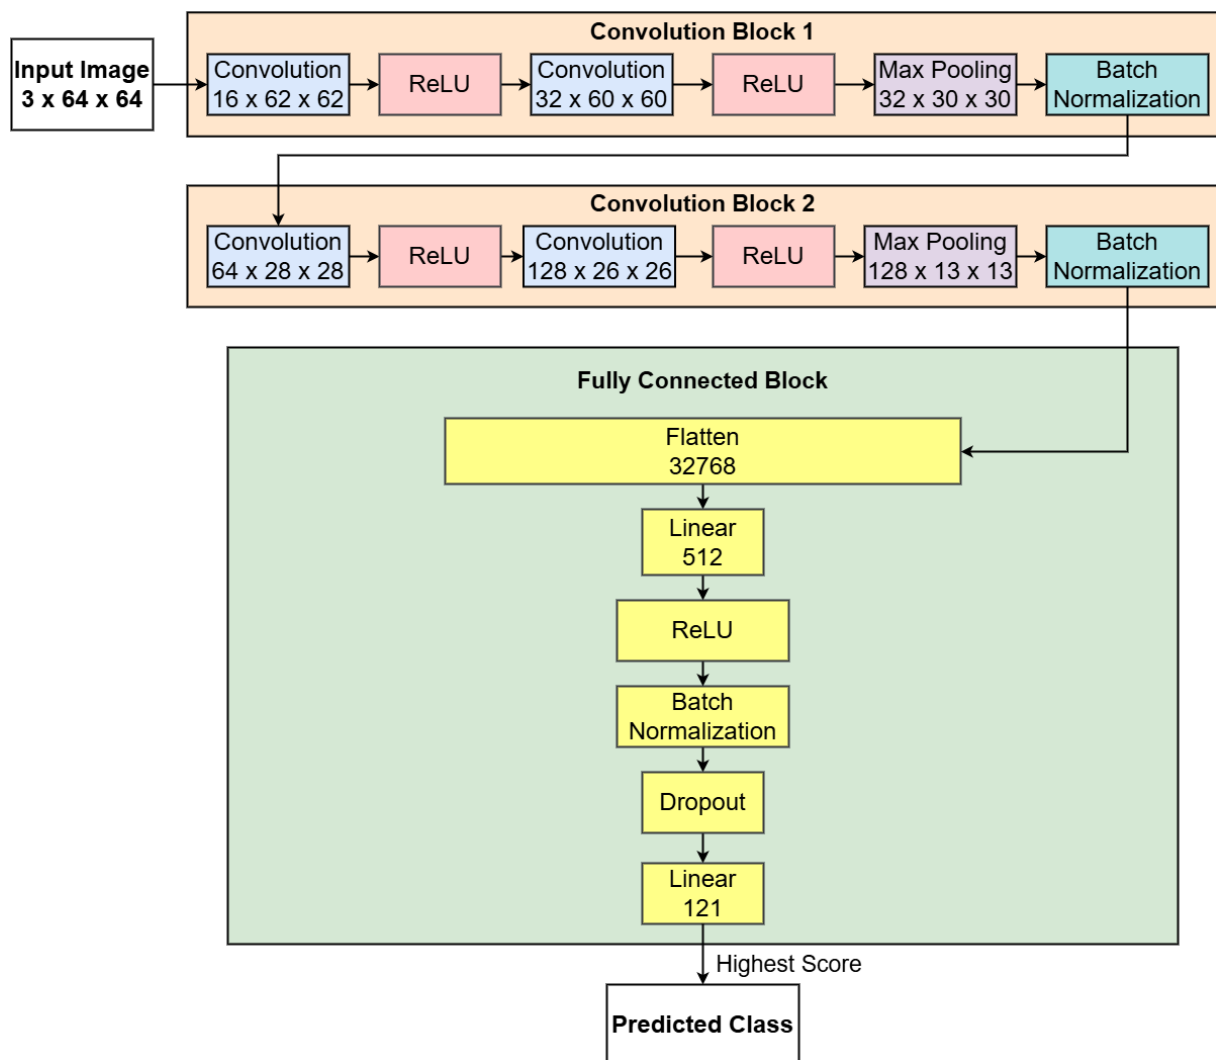 Convolution Block 1
Input Image
3 x 64 x 64
Convolution
16 x 62 x 62
ReLU
Convolution
32 x 60 x 60
ReLU
Max Pooling
32 x 30 x 30
Batch
Normalization
Convolution Block 2
Convolution
64 x 28 x 28
ReLU
Convolution
128 x 26 x 26
ReLU
Max Pooling
128 x 13 x 13
Batch
Normalization
Fully Connected Block
Flatten
32768
Linear
512
ReLU
Batch
Normalization
Dropout
Linear
121
Highest Score
Predicted Class